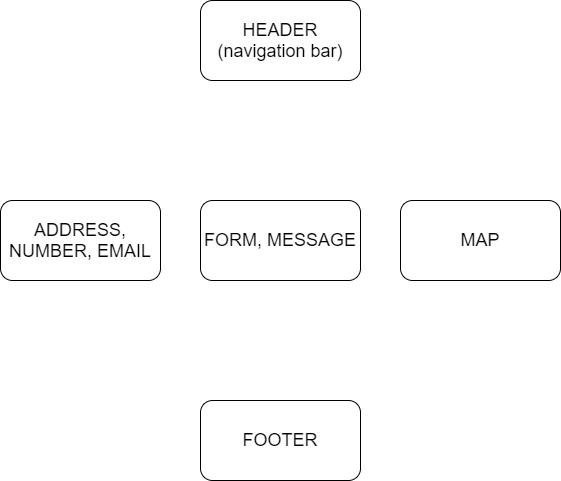 HEADER
(navigation bar)
ADDRESS,
NUMBER, EMAIL
FORM, MESSAGE
MAP
FOOTER